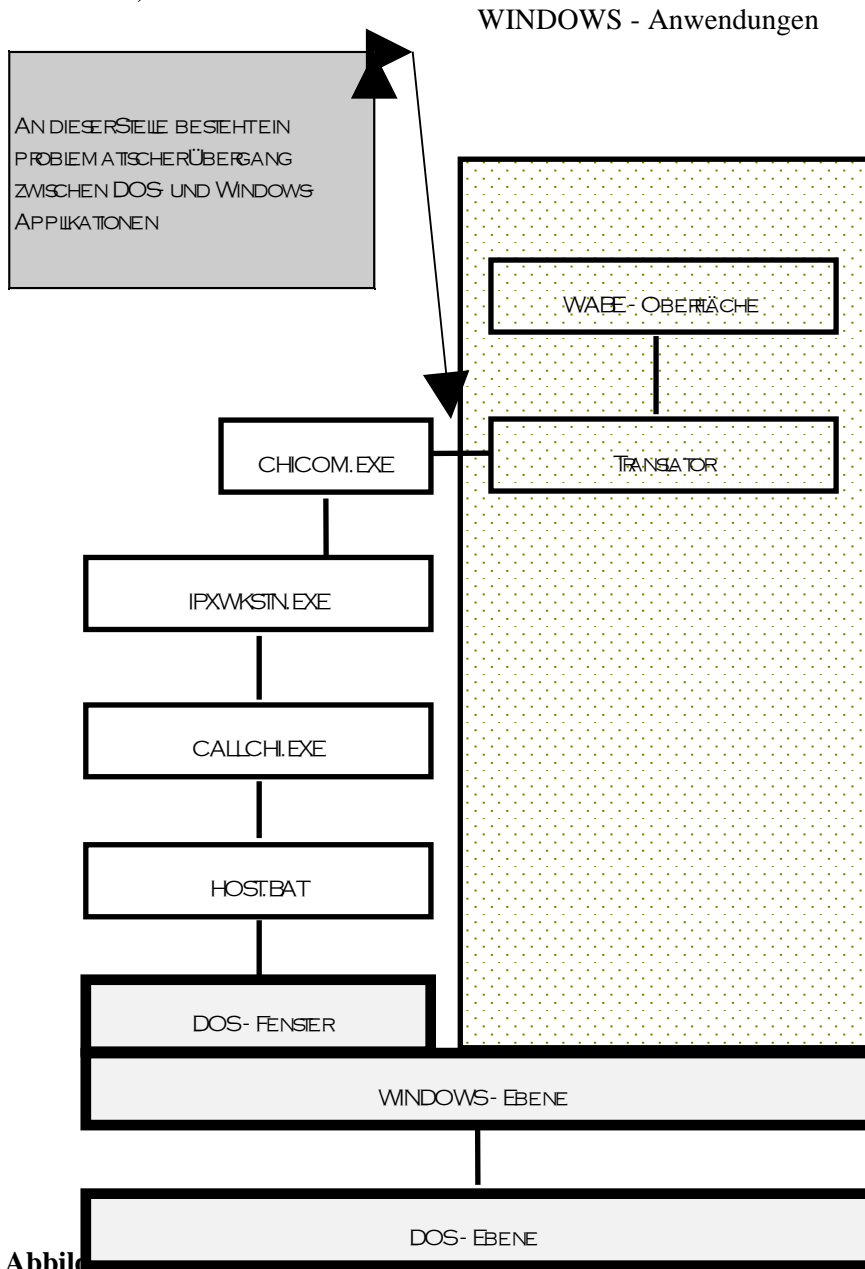 WINDOWS - Anwendungen
AN DIESER STELLE BESTEHT EIN
PROBLEMATISCHER ÜBERGANG
ZWISCHEN DOS- UND WINDOWS-
APPLIKATIONEN
WABE - OBERFLÄCHE
CHICOM.EXE
TRANSLATOR
IPXWKSTN.EXE
CALLCHI.EXE
HOST.BAT
DOS - FENSTER
WINDOWS - EBENE
DOS - EBENE